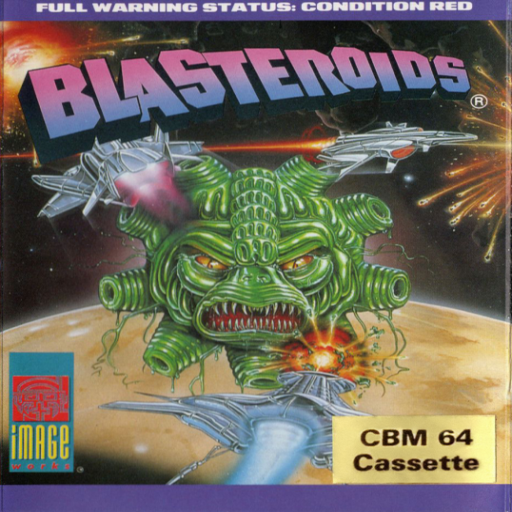 FULL WARNING STATUS: CONDITION RED
BLASTEROIDS
®
iMAGE
works
®
CBM 64
Cassette